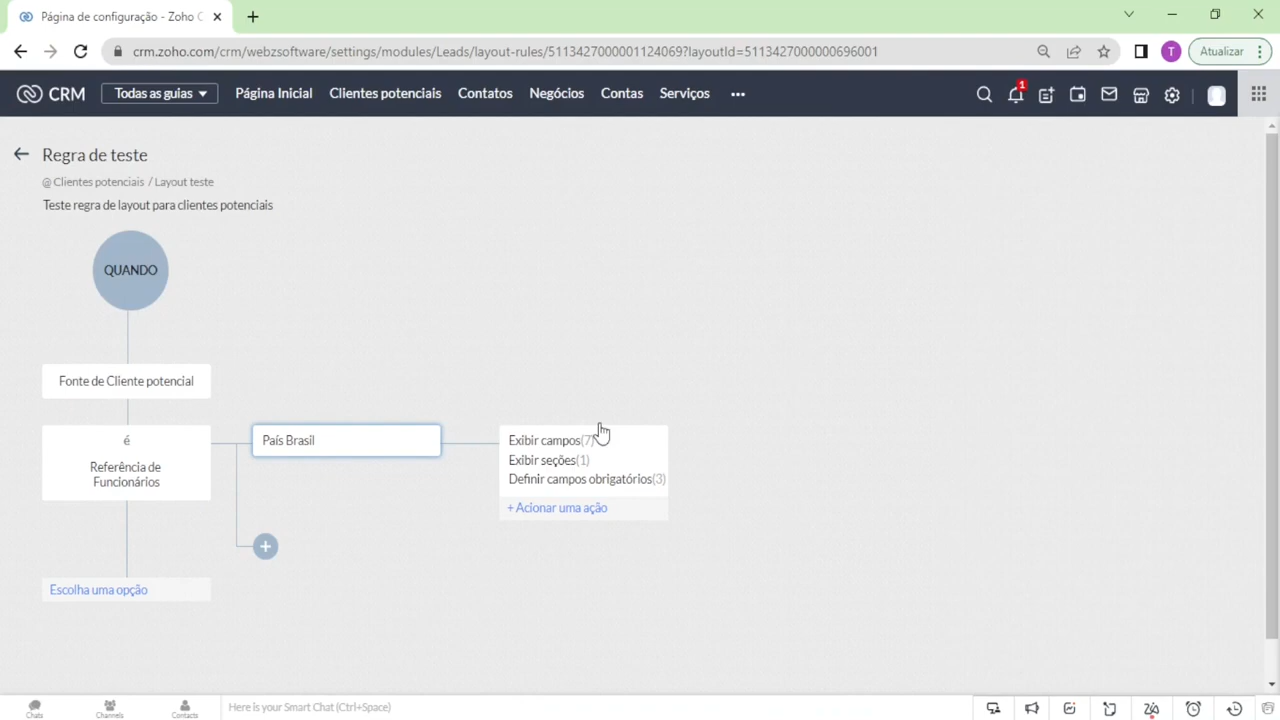 Página de configuração - Zoho C
crm.zoho.com/crm/webzsoftware/settings/modules/Leads/layout-rules/5113427000001124069?layoutId=5113427000000696001
T
Atualizar
CRM
Todas as guias
Página Inicial
Clientes potenciais
Contatos
Negócios
Contas
Serviços
1
Regra de teste
@ Clientes potenciais / Layout teste
Teste regra de layout para clientes potenciais
QUANDO
Fonte de Cliente potencial
é
Referência de
Funcionários
País Brasil
Exibir campos(7)
Exibir seções(1)
Definir campos obrigatórios(3)
+ Acionar uma ação
Escolha uma opção
Chats
Channels
Contacts
Here is your Smart Chat (Ctrl+Space)